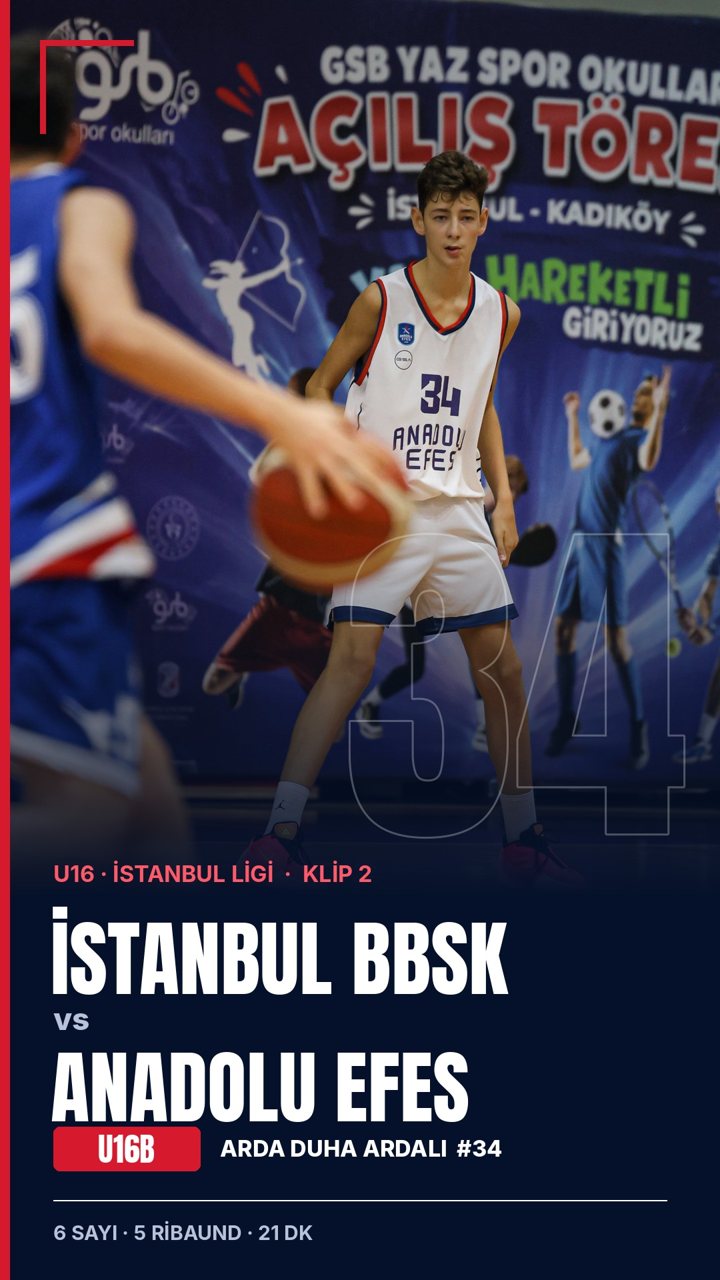 gsb
spor okulları
GSB YAZ SPOR OKULLAR
AÇILIŞ TÖRE
İS UL - KADIKÖY
HAREKETLİ
GİRİYORUZ
34
ANADOLU
EFES
34
U16 · İSTANBUL LİGİ · KLİP 2
İSTANBUL BBSK
vs
ANADOLU EFES
U16B
ARDA DUHA ARDALI #34
6 SAYI · 5 RİBAUND · 21 DK